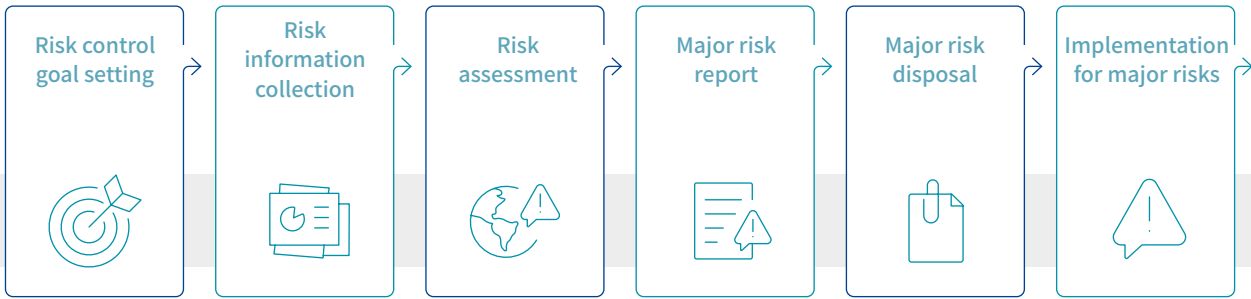 Risk control
goal setting
Risk
information
collection
Risk
assessment
Major risk
report
Major risk
disposal
Implementation
for major risks